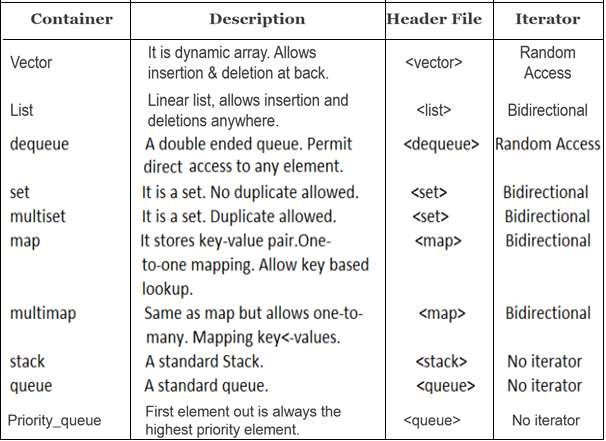 Container Description Header File Iterator
Vector It is dynamic array. Allows <vector> Random
insertion & deletion at back. Access
List Linear list, allows insertion and <list> Bidirectional
deletions anywhere.
dequeue A double ended queue. Permit <dequeue> Random Access
direct access to any element.
set It is a set. No duplicate allowed. <set> Bidirectional
multiset It is a set. Duplicate allowed. <set> Bidirectional
map It stores key-value pair.One- <map> Bidirectional
to-one mapping. Allow key based
lookup.
multimap Same as map but allows one-to- <map> Bidirectional
many. Mapping key<-values.
stack A standard Stack. <stack> No iterator
queue A standard queue. <queue> No iterator
Priority_queue First element out is always the <queue> No iterator
highest priority element.